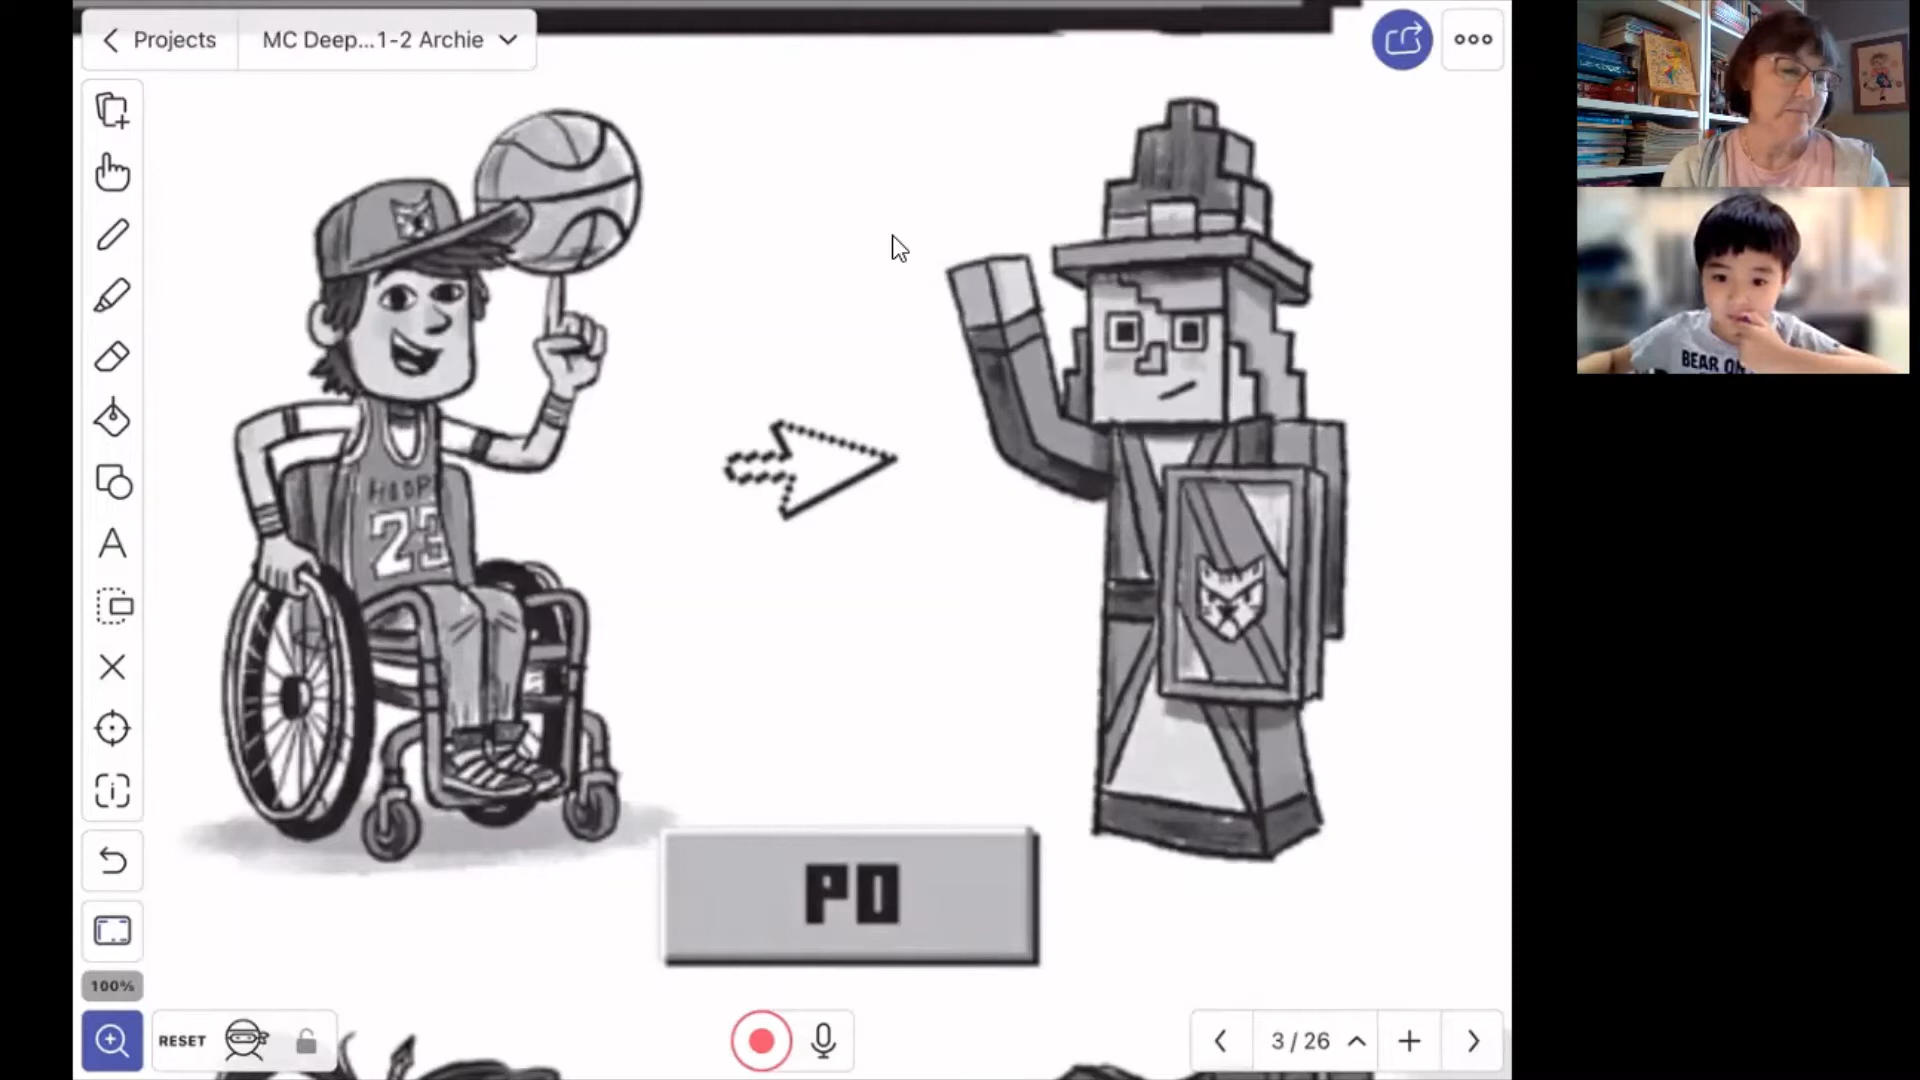 Projects
MC Deep...1-2 Archie
HOOP
23
PO
100%
RESET
3 / 26
BEAR